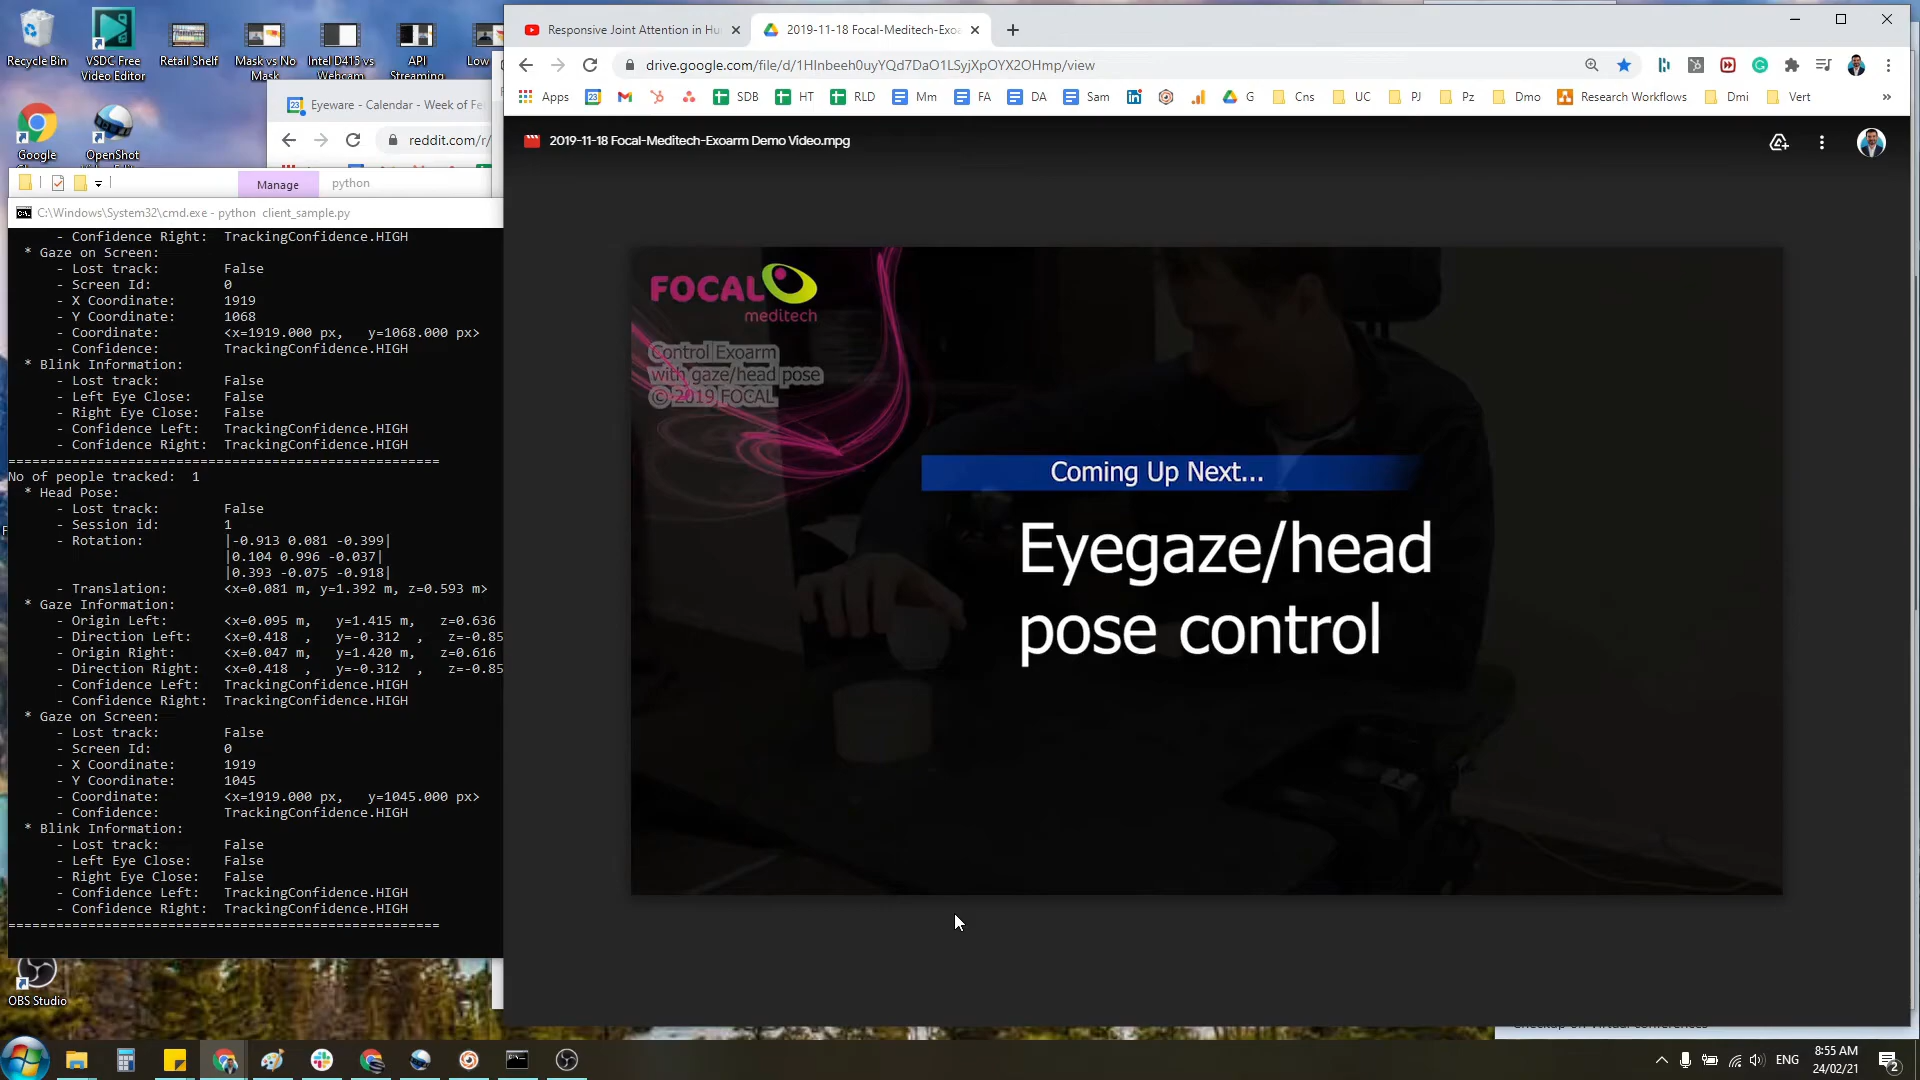 Recycle Bin
VSDC Free
Video Editor
Retail Shelf
Mask vs No
Mask
Intel D415 vs
Webcam
API
Streaming
Low
Google
Chrome
OpenShot
Video Editor
Eyeware - Calendar - Week of Fe
reddit.com/r/
Manage
python
C:\Windows\System32\cmd.exe - python  client_sample.py
- Confidence Right: TrackingConfidence.HIGH
* Gaze on Screen:
- Lost track: False
- Screen Id: 0
- X Coordinate: 1919
- Y Coordinate: 1068
- Coordinate: <x=1919.000 px, y=1068.000 px>
- Confidence: TrackingConfidence.HIGH
* Blink Information:
- Lost track: False
- Left Eye Close: False
- Right Eye Close: False
- Confidence Left: TrackingConfidence.HIGH
- Confidence Right: TrackingConfidence.HIGH
======================================================
No of people tracked: 1
* Head Pose:
- Lost track: False
- Session id: 1
- Rotation: |-0.913 0.081 -0.399|
|0.104 0.996 -0.037|
|0.393 -0.075 -0.918|
- Translation: <x=0.081 m, y=1.392 m, z=0.593 m>
* Gaze Information:
- Origin Left: <x=0.095 m, y=1.415 m, z=0.636
- Direction Left: <x=0.418 , y=-0.312 , z=-0.85
- Origin Right: <x=0.047 m, y=1.420 m, z=0.616
- Direction Right: <x=0.418 , y=-0.312 , z=-0.85
- Confidence Left: TrackingConfidence.HIGH
- Confidence Right: TrackingConfidence.HIGH
* Gaze on Screen:
- Lost track: False
- Screen Id: 0
- X Coordinate: 1919
- Y Coordinate: 1045
- Coordinate: <x=1919.000 px, y=1045.000 px>
- Confidence: TrackingConfidence.HIGH
* Blink Information:
- Lost track: False
- Left Eye Close: False
- Right Eye Close: False
- Confidence Left: TrackingConfidence.HIGH
- Confidence Right: TrackingConfidence.HIGH
======================================================
OBS Studio
Responsive Joint Attention in Hu
2019-11-18 Focal-Meditech-Exoa
drive.google.com/file/d/1HInbeeh0uyYQd7DaO1LSyjXpOYX2OHmp/view
Apps SDB HT RLD Mm FA DA Sam G Cns UC PJ Pz Dmo Research Workflows Dmi Vert »
2019-11-18 Focal-Meditech-Exoarm Demo Video.mpg
FOCAL
meditech
Control Exoarm
with gaze/head pose
© 2019 FOCAL
Coming Up Next...
Eyegaze/head
pose control
ENG
8:55 AM
24/02/21
2